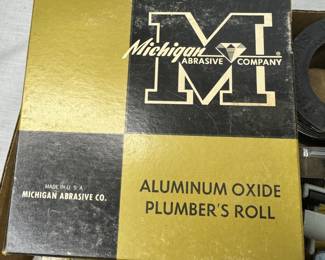 M
Michigan
ABRASIVE COMPANY
®
MADE IN U.S.A
MICHIGAN ABRASIVE CO.
ALUMINUM OXIDE
PLUMBER'S ROLL